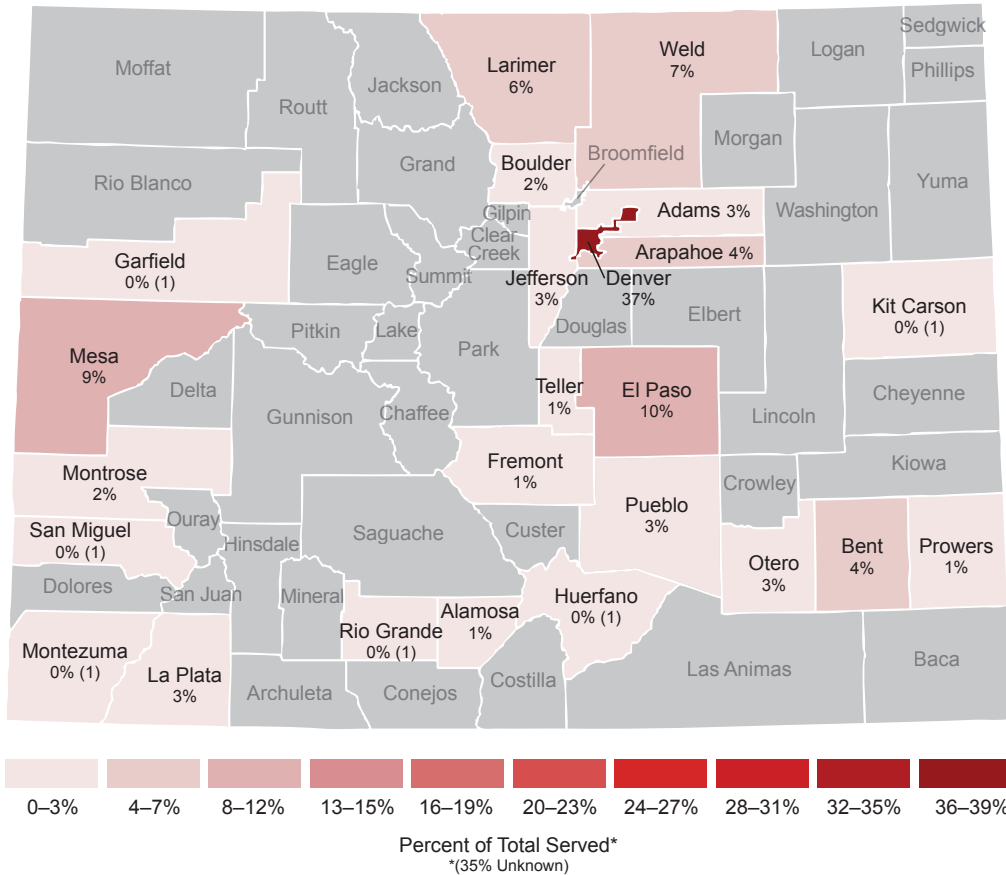 Sedgwick
Moffat
Routt
Jackson
Larimer
6%
Weld
7%
Logan
Phillips
Morgan
Grand
Boulder
2%
Broomfield
Rio Blanco
Yuma
Washington
Gilpin
Adams 3%
Clear
Creek
Arapahoe 4%
Garfield
0% (1)
Eagle
Summit
Jefferson
3%
Denver
37%
Kit Carson
0% (1)
Elbert
Douglas
Pitkin
Lake
Park
Mesa
9%
Delta
Teller
1%
El Paso
10%
Cheyenne
Gunnison
Chaffee
Lincoln
Montrose
2%
Fremont
1%
Kiowa
Crowley
Pueblo
3%
Ouray
San Miguel
0% (1)
Hinsdale
Saguache
Custer
Otero
3%
Bent
4%
Prowers
1%
Dolores
San Juan
Mineral
Huerfano
0% (1)
Alamosa
1%
Rio Grande
0% (1)
Montezuma
0% (1)
La Plata
3%
Archuleta
Conejos
Costilla
Las Animas
Baca
0–3% 4–7% 8–12% 13–15% 16–19% 20–23% 24–27% 28–31% 32–35% 36–39%
Percent of Total Served*
*(35% Unknown)